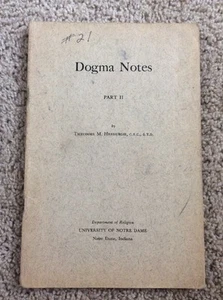 # 21
Dogma Notes
PART II
by
THEODORE M. HESBURGH, C.S.C., S.T.D.
Department of Religion
UNIVERSITY OF NOTRE DAME
Notre Dame, Indiana